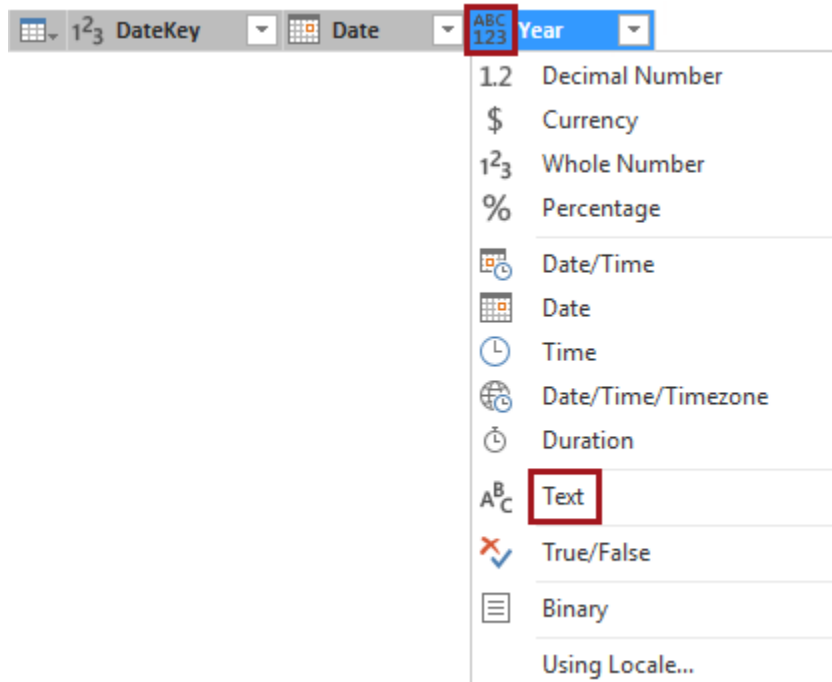 1²3 DateKey Date ABC 123 Year
1.2 Decimal Number
$ Currency
1²3 Whole Number
% Percentage
Date/Time
Date
Time
Date/Time/Timezone
Duration
ABC Text
True/False
Binary
Using Locale...